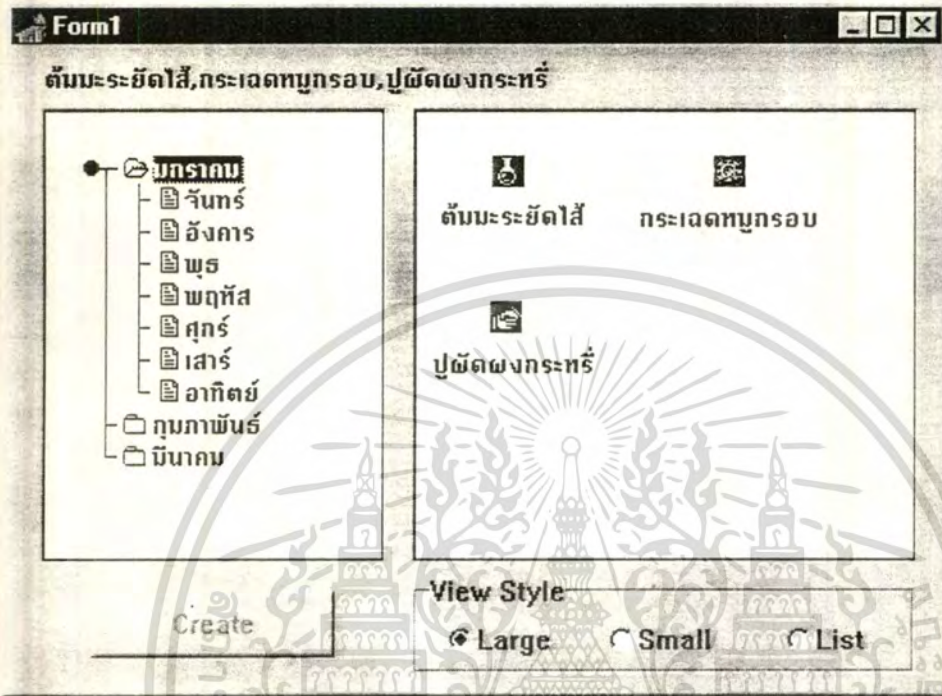 Form1
ต้มมะระยัดไส้,กระเฉดหมูกรอบ,ปูผัดผงกระหรี่
มกราคม
จันทร์
อังคาร
พุธ
พฤหัส
ศุกร์
เสาร์
อาทิตย์
กุมภาพันธ์
มีนาคม
ต้มมะระยัดไส้
กระเฉดหมูกรอบ
ปูผัดผงกระหรี่
Create
View Style
Large
Small
List